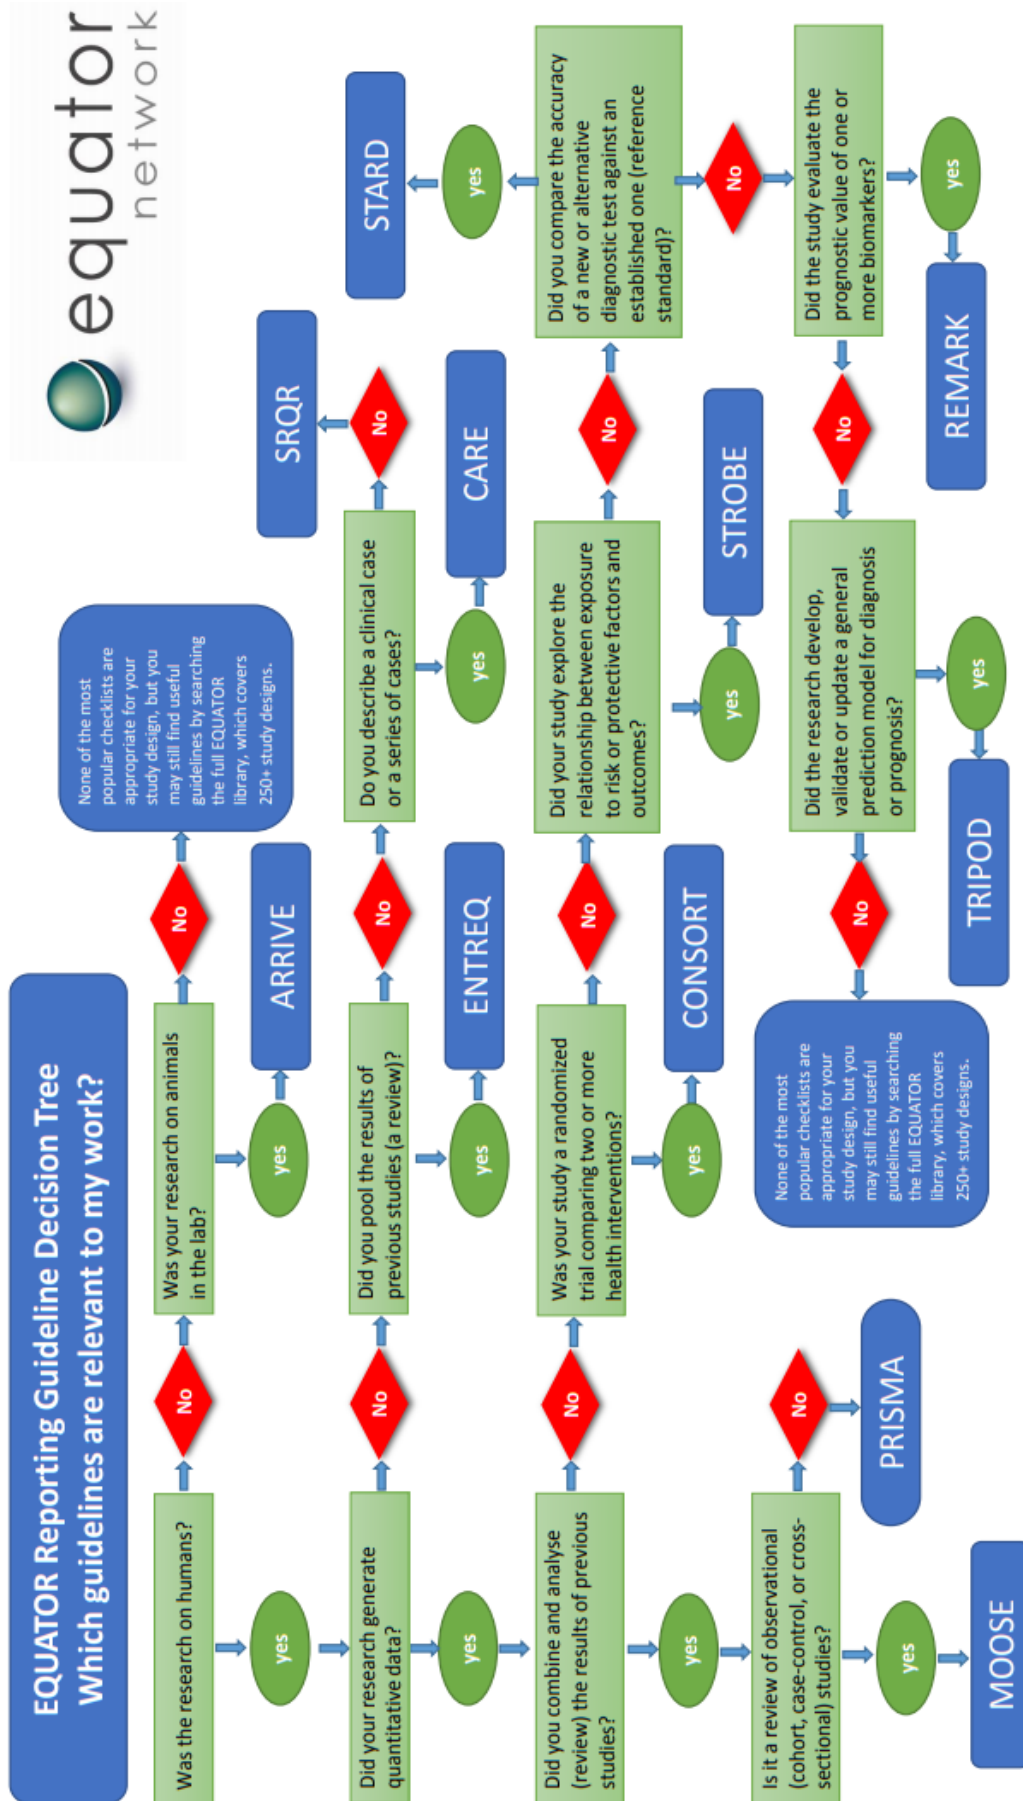 EQUATOR Reporting Guideline Decision Tree
Which guidelines are relevant to my work?
equator
network
Was the research on humans?
No
Was your research on animals
in the lab?
No
None of the most
popular checklists are
appropriate for your
study design, but you
may still find useful
guidelines by searching
the full EQUATOR
library, which covers
250+ study designs.
yes
yes
ARRIVE
Did your research generate
quantitative data?
No
Did you pool the results of
previous studies (a review)?
No
Do you describe a clinical case
or a series of cases?
No
SRQR
yes
yes
ENTREQ
yes
CARE
Did you combine and analyse
(review) the results of previous
studies?
No
Was your study a randomized
trial comparing two or more
health interventions?
No
Did your study explore the
relationship between exposure
to risk or protective factors and
outcomes?
No
Did you compare the accuracy
of a new or alternative
diagnostic test against an
established one (reference
standard)?
yes
STARD
yes
yes
CONSORT
yes
STROBE
No
Is it a review of observational
(cohort, case-control, or cross-
sectional) studies?
No
PRISMA
yes
MOOSE
Did the study evaluate the
prognostic value of one or
more biomarkers?
yes
REMARK
No
Did the research develop,
validate or update a general
prediction model for diagnosis
or prognosis?
yes
TRIPOD
No
None of the most
popular checklists are
appropriate for your
study design, but you
may still find useful
guidelines by searching
the full EQUATOR
library, which covers
250+ study designs.